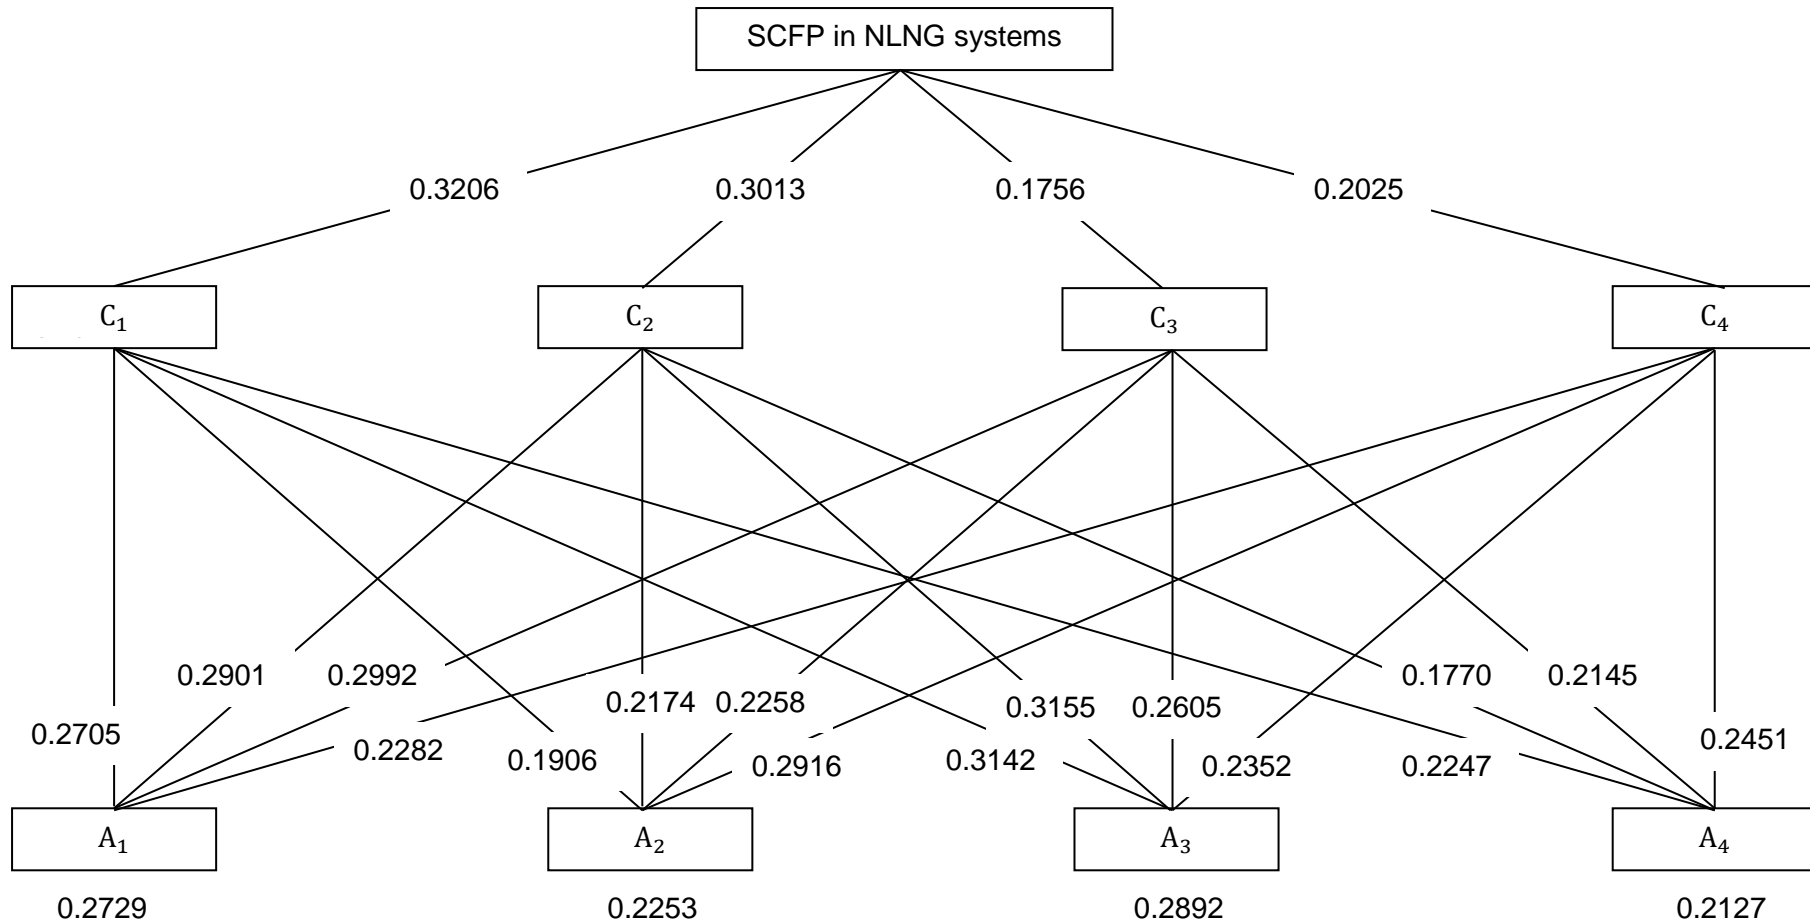 SCFP in NLNG systems
0.3206 0.3013 0.1756 0.2025
C₁ C₂ C₃ C₄
0.2901 0.2992 0.1770 0.2145
0.2174 0.2258 0.3155 0.2605
0.2705 0.2282 0.1906 0.2916 0.3142 0.2352 0.2247 0.2451
A₁ A₂ A₃ A₄
0.2729 0.2253 0.2892 0.2127